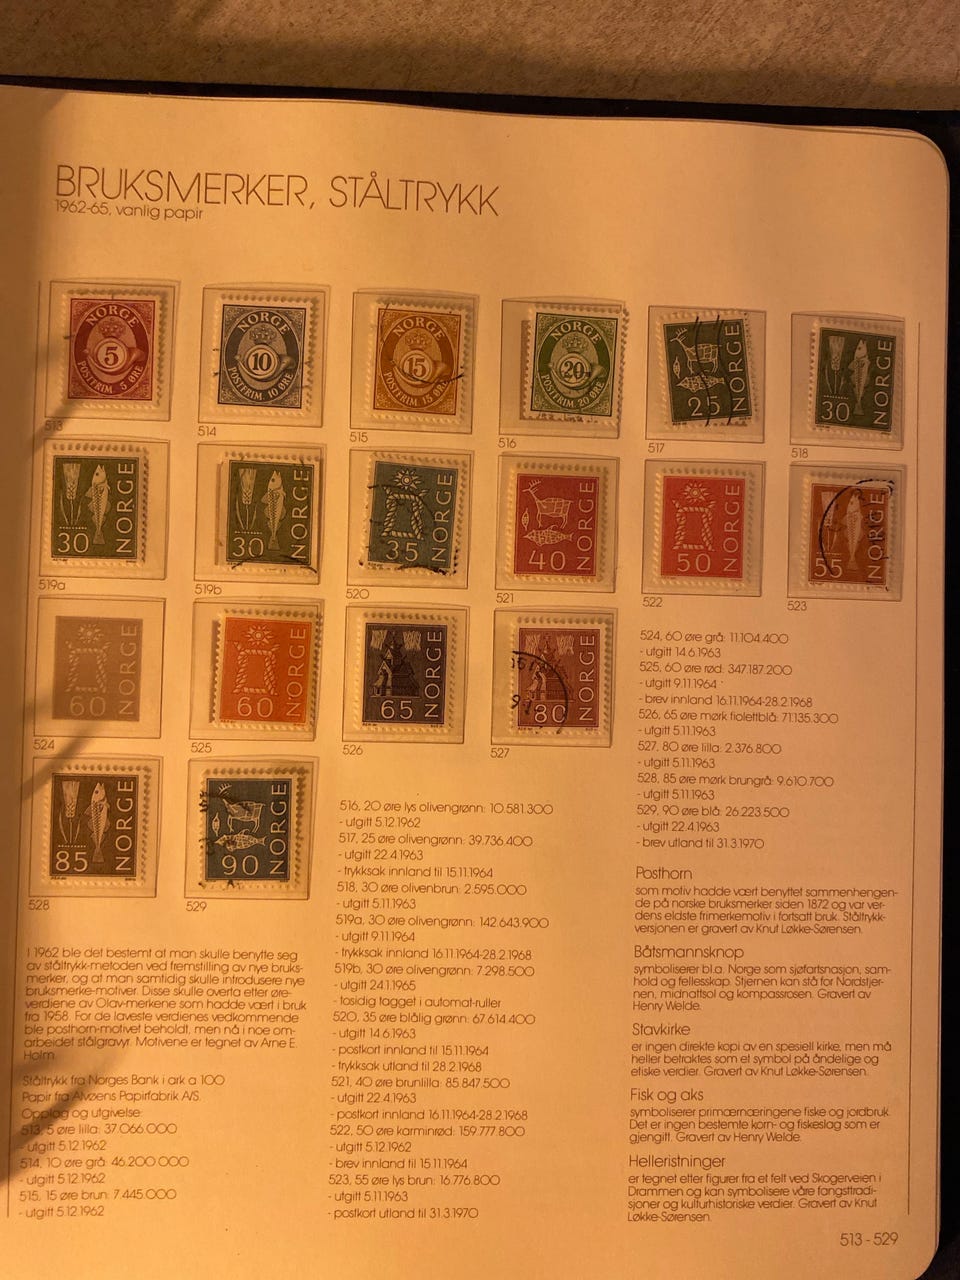 BRUKSMERKER, STÅLTRYKK
1962-65, vanlig papir
NORGE
5
POSTFRIM. 5 ØRE
513
NORGE
10
POSTFRIM. 10 ØRE
514
NORGE
15
POSTFRIM. 15 ØRE
515
NORGE
20
POSTFRIM. 20 ØRE
516
25 NORGE
517
30 NORGE
518
30 NORGE
519a
30 NORGE
519b
35 NORGE
520
40 NORGE
521
50 NORGE
522
55 NORGE
523
60 NORGE
524
60 NORGE
525
65 NORGE
526
80 NORGE
527
85 NORGE
528
90 NORGE
529
I 1962 ble det bestemt at man skulle benytte seg
av ståltrykk-metoden ved fremstilling av nye bruks-
merker, og at man samtidig skulle introdusere nye
bruksmerke-motiver. Disse skulle overta etter øre-
verdiene av Olav-merkene som hadde vært i bruk
fra 1958. For de laveste verdienes vedkommende
ble posthorn-motivet beholdt, men nå i noe om-
arbeidet stålgravyr. Motivene er tegnet av Arne E.
Holm.
Ståltrykk fra Norges Bank i ark a 100
Papir fra Alvøens Papirfabrik A/S.
Opplag og utgivelse:
513, 5 øre lilla: 37.066.000
- utgitt 5.12.1962
514, 10 øre grå: 46.200.000
- utgitt 5.12.1962
515, 15 øre brun: 7.445.000
- utgitt 5.12.1962
516, 20 øre lys olivengrønn: 10.581.300
- utgitt 5.12.1962
517, 25 øre olivengrønn: 39.736.400
- utgitt 22.4.1963
- trykksak innland til 15.11.1964
518, 30 øre olivenbrun: 2.595.000
- utgitt 5.11.1963
519a, 30 øre olivengrønn: 142.643.900
- utgitt 9.11.1964
- trykksak innland 16.11.1964-28.2.1968
519b, 30 øre olivengrønn: 7.298.500
- utgitt 24.1.1965
- tosidig tagget i automat-ruller
520, 35 øre blålig grønn: 67.614.400
- utgitt 14.6.1963
- postkort innland til 15.11.1964
- trykksak utland til 28.2.1968
521, 40 øre brunlilla: 85.847.500
- utgitt 22.4.1963
- postkort innland 16.11.1964-28.2.1968
522, 50 øre karminrød: 159.777.800
- utgitt 5.12.1962
- brev innland til 15.11.1964
523, 55 øre lys brun: 16.776.800
- utgitt 5.11.1963
- postkort utland til 31.3.1970
524, 60 øre grå: 11.104.400
- utgitt 14.6.1963
525, 60 øre rød: 347.187.200
- utgitt 9.11.1964
- brev innland 16.11.1964-28.2.1968
526, 65 øre mørk fiolettblå: 71.135.300
- utgitt 5.11.1963
527, 80 øre lilla: 2.376.800
- utgitt 5.11.1963
528, 85 øre mørk brungrå: 9.610.700
- utgitt 5.11.1963
529, 90 øre blå: 26.223.500
- utgitt 22.4.1963
- brev utland til 31.3.1970
Posthorn
som motiv hadde vært benyttet sammenhengen-
de på norske bruksmerker siden 1872 og var ver-
dens eldste frimerkemotiv i fortsatt bruk. Ståltrykk-
versjonen er gravert av Knut Løkke-Sørensen.
Båtsmannsknop
symboliserer bl.a. Norge som sjøfartsnasjon, sam-
hold og fellesskap. Stjernen kan stå for Nordstjer-
nen, midnattsol og kompassrosen. Gravert av
Henry Welde.
Stavkirke
er ingen direkte kopi av en spesiell kirke, men må
heller betraktes som et symbol på åndelige og
etiske verdier. Gravert av Knut Løkke-Sørensen.
Fisk og aks
symboliserer primærnæringene fiske og jordbruk.
Det er ingen bestemte korn- og fiskeslag som er
gjengitt. Gravert av Henry Welde.
Helleristninger
er tegnet etter figurer fra et felt ved Skogerveien i
Drammen og kan symbolisere våre fangsttradi-
sjoner og kulturhistoriske verdier. Gravert av Knut
Løkke-Sørensen.
513 - 529